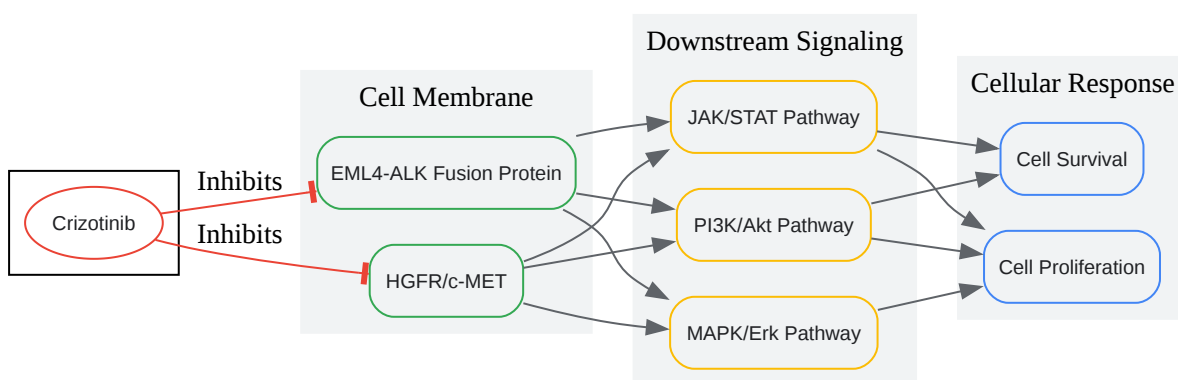 Crizotinib
Inhibits
Inhibits
Cell Membrane
EML4-ALK Fusion Protein
HGFR/c-MET
Downstream Signaling
JAK/STAT Pathway
PI3K/Akt Pathway
MAPK/Erk Pathway
Cellular Response
Cell Survival
Cell Proliferation